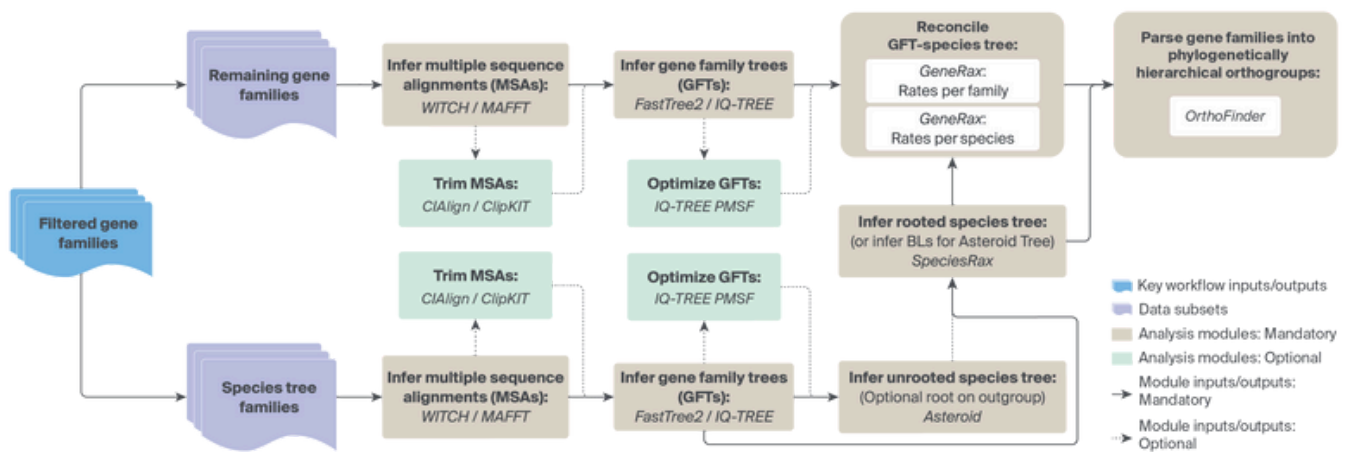 Filtered gene
families
Remaining gene
families
Infer multiple sequence
alignments (MSAs):
WITCH / MAFFT
Trim MSAs:
CIAlign / ClipKIT
Infer gene family trees
(GFTs):
FastTree2 / IQ-TREE
Optimize GFTs:
IQ-TREE PMSF
Reconcile
GFT-species tree:
GeneRax:
Rates per family
GeneRax:
Rates per species
Parse gene families into
phylogenetically
hierarchical orthogroups:
OrthoFinder
Species tree
families
Trim MSAs:
CIAlign / ClipKIT
Infer multiple sequence
alignments (MSAs):
WITCH / MAFFT
Optimize GFTs:
IQ-TREE PMSF
Infer gene family trees
(GFTs):
FastTree2 / IQ-TREE
Infer rooted species tree:
(or infer BLs for Asteroid Tree)
SpeciesRax
Infer unrooted species tree:
(Optional root on outgroup)
Asteroid
Key workflow inputs/outputs
Data subsets
Analysis modules: Mandatory
Analysis modules: Optional
Module inputs/outputs:
Mandatory
Module inputs/outputs:
Optional